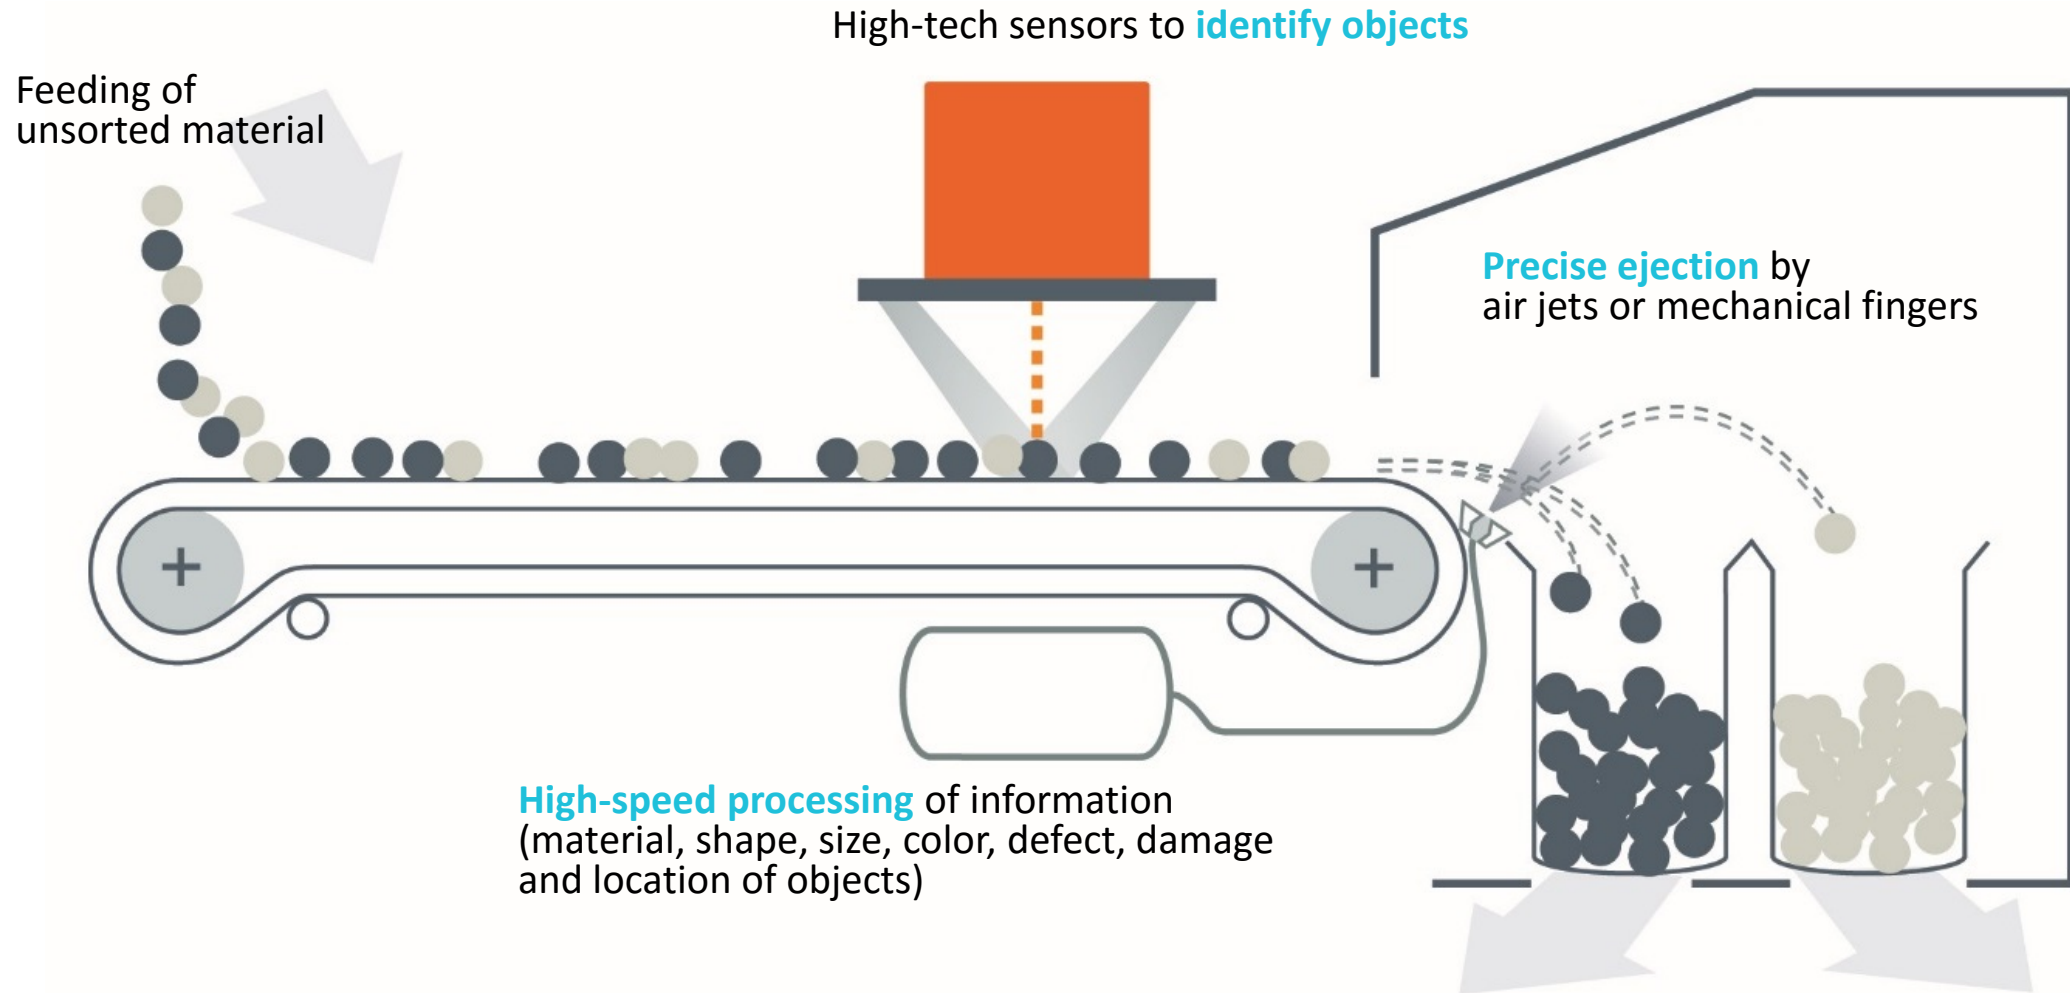 High-tech sensors to identify objects
Feeding of
unsorted material
Precise ejection by
air jets or mechanical fingers
High-speed processing of information
(material, shape, size, color, defect, damage
and location of objects)